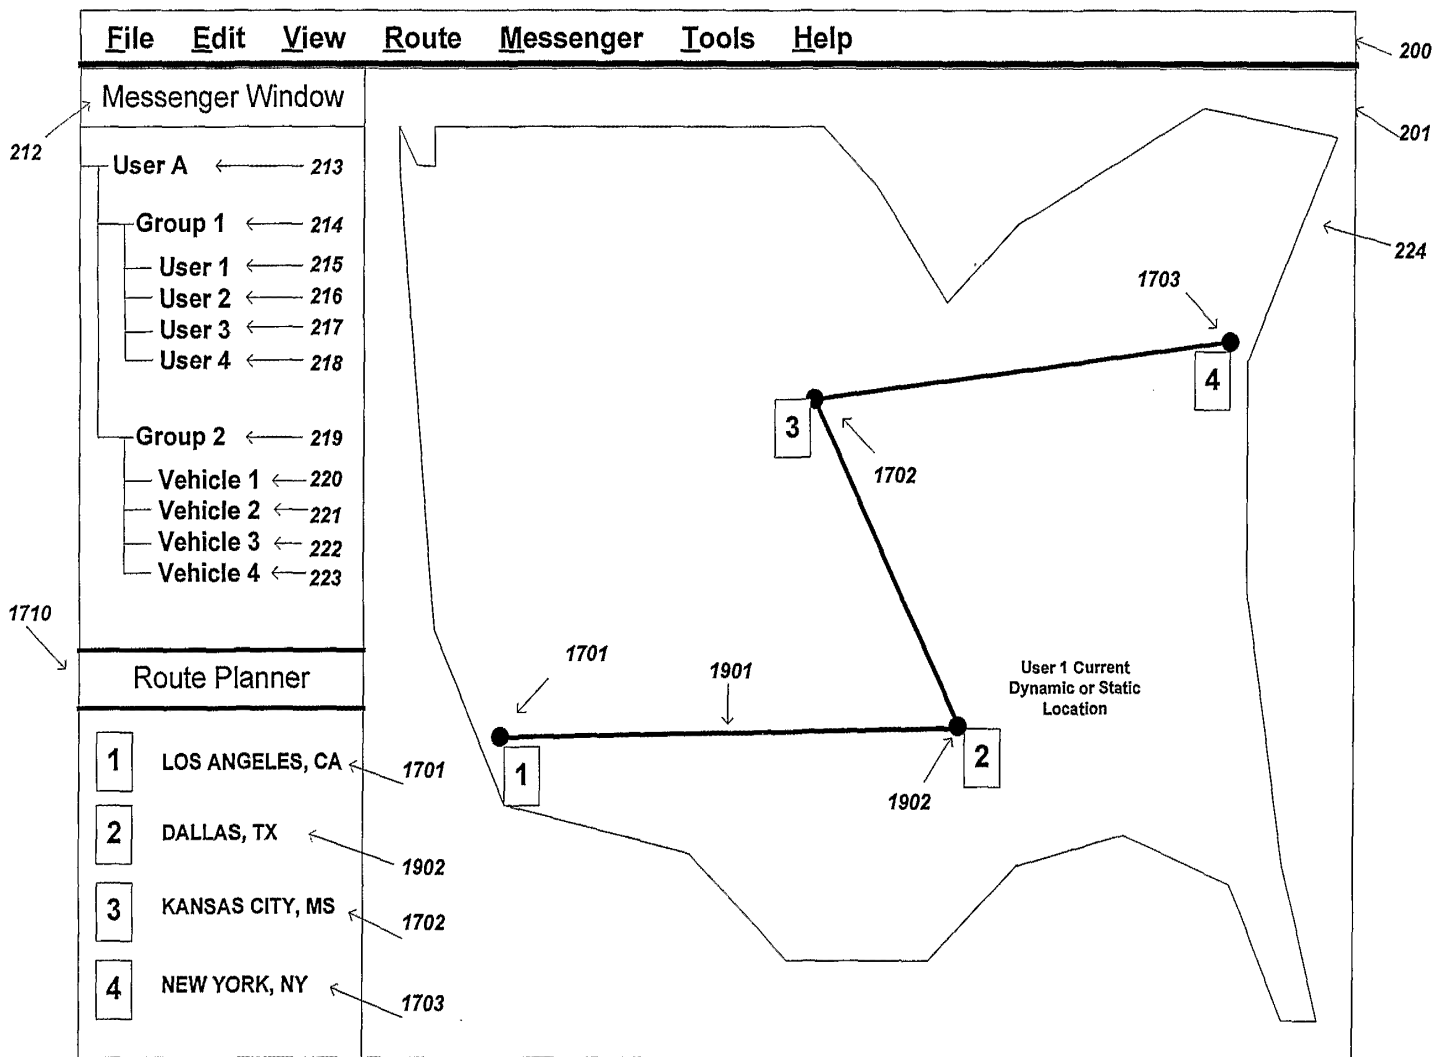 File Edit View Route Messenger Tools Help
200
Messenger Window
201
212
User A 213
Group 1 214
User 1 215
User 2 216
User 3 217
User 4 218
Group 2 219
Vehicle 1 220
Vehicle 2 221
Vehicle 3 222
Vehicle 4 223
224
1703
4
3
1702
1710
Route Planner
1701
1901
User 1 Current
Dynamic or Static
Location
1
2
1902
1 LOS ANGELES, CA 1701
2 DALLAS, TX 1902
3 KANSAS CITY, MS 1702
4 NEW YORK, NY 1703